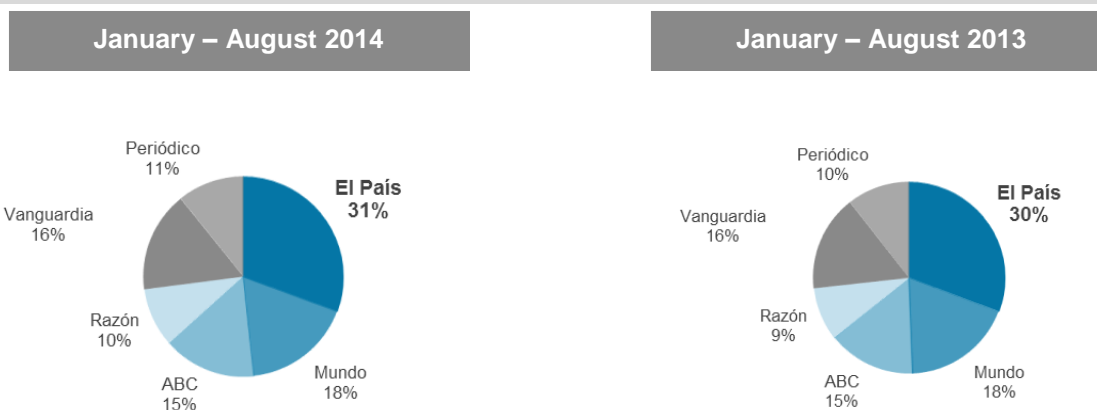 January – August 2014
January – August 2013
Periódico
11%
El País
31%
Vanguardia
16%
Razón
10%
ABC
15%
Mundo
18%
Periódico
10%
El País
30%
Vanguardia
16%
Razón
9%
ABC
15%
Mundo
18%